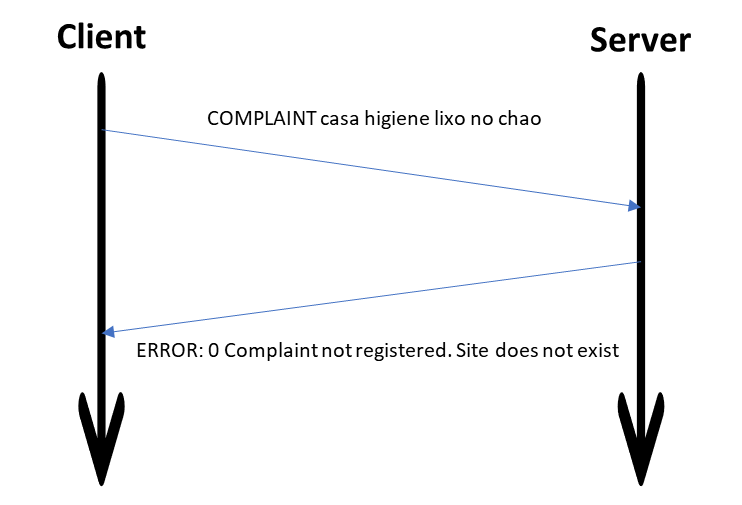 Client
Server
COMPLAINT casa higiene lixo no chao
ERROR: 0 Complaint not registered. Site does not exist